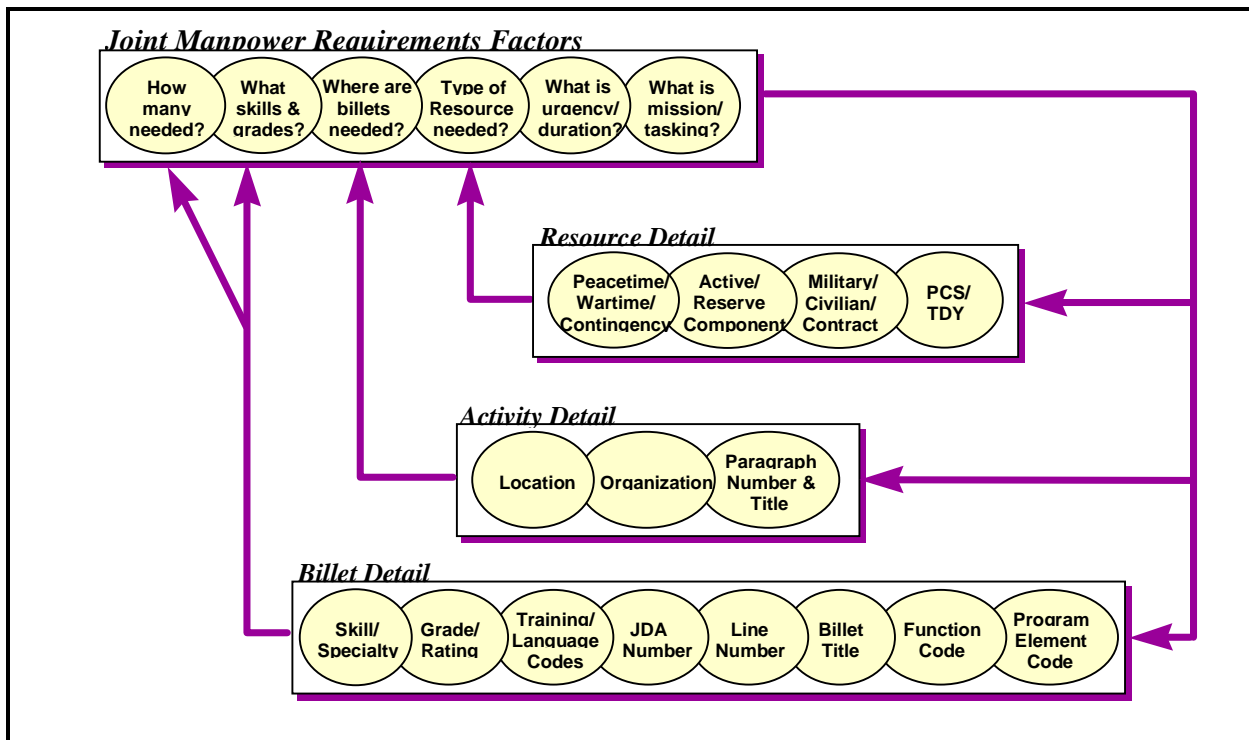 Joint Manpower Requirements Factors
How
many
needed?
What
skills &
grades?
Where are
billets
needed?
Type of
Resource
needed?
What is
urgency/
duration?
What is
mission/
tasking?
Resource Detail
Peacetime/
Wartime/
Contingency
Active/
Reserve
Component
Military/
Civilian/
Contract
PCS/
TDY
Activity Detail
Location
Organization
Paragraph
Number &
Title
Billet Detail
Skill/
Specialty
Grade/
Rating
Training/
Language
Codes
JDA
Number
Line
Number
Billet
Title
Function
Code
Program
Element
Code